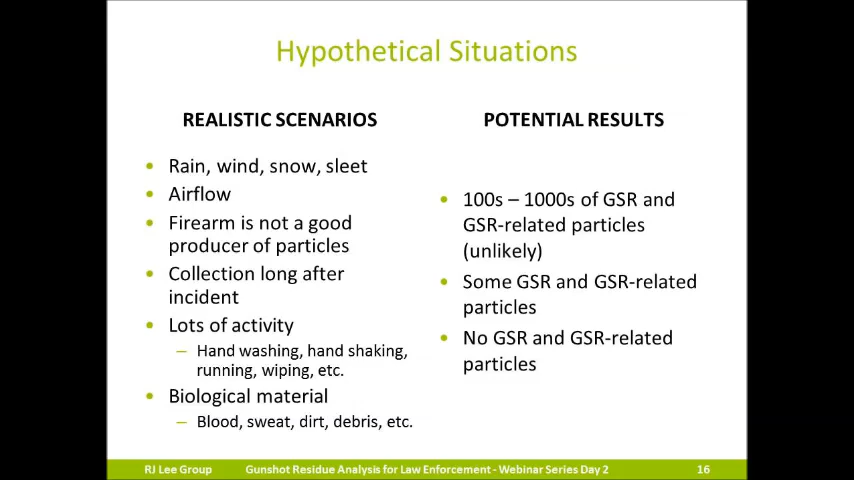 Hypothetical Situations
REALISTIC SCENARIOS
• Rain, wind, snow, sleet
• Airflow
• Firearm is not a good
producer of particles
• Collection long after
incident
• Lots of activity
– Hand washing, hand shaking,
running, wiping, etc.
• Biological material
– Blood, sweat, dirt, debris, etc.
POTENTIAL RESULTS
• 100s – 1000s of GSR and
GSR-related particles
(unlikely)
• Some GSR and GSR-related
particles
• No GSR and GSR-related
particles
RJ Lee Group Gunshot Residue Analysis for Law Enforcement - Webinar Series Day 2 16